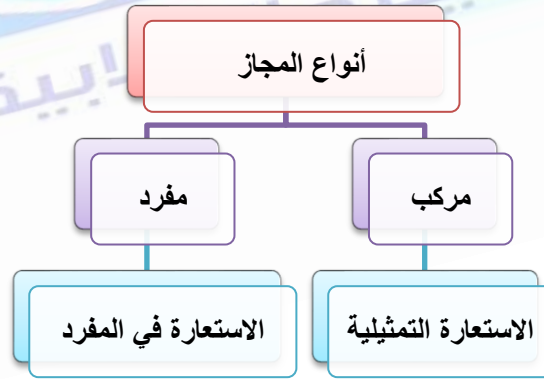 أنواع المجاز
مركب
مفرد
الاستعارة التمثيلية
الاستعارة في المفرد